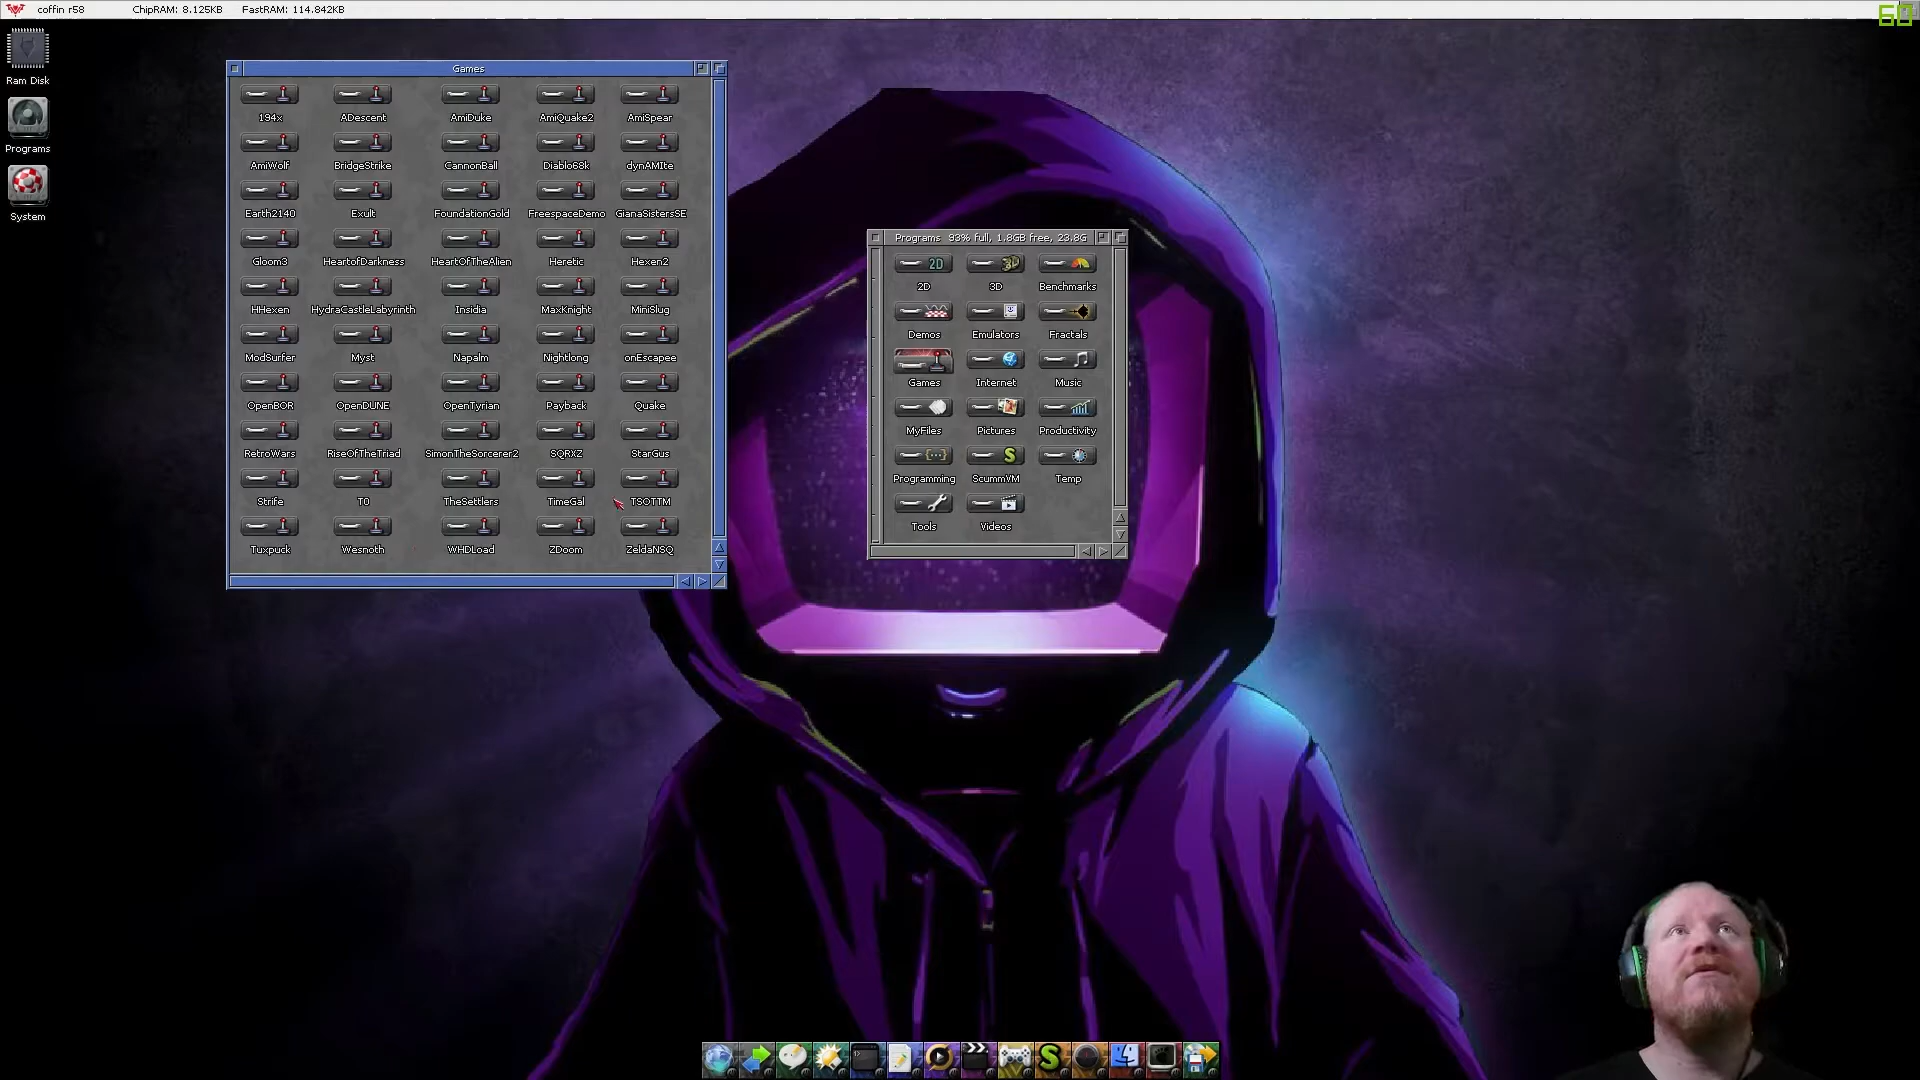 coffin r58 ChipRAM: 8.125KB FastRAM: 114.842KB
60
Ram Disk
Programs
System
Games
194x ADescent AmiDuke AmiQuake2 AmiSpear
AmiWolf BridgeStrike CannonBall Diablo68k dynAMIte
Earth2140 Exult FoundationGold FreespaceDemo GianaSistersSE
Gloom3 HeartofDarkness HeartOfTheAlien Heretic Hexen2
HHexen HydraCastleLabyrinth Insidia MaxKnight MiniSlug
ModSurfer Myst Napalm Nightlong onEscapee
OpenBOR OpenDUNE OpenTyrian Payback Quake
RetroWars RiseOfTheTriad SimonTheSorcerer2 SQRXZ StarGus
Strife T0 TheSettlers TimeGal TSOTTM
Tuxpuck Wesnoth WHDLoad ZDoom ZeldaNSQ
Programs 93% full, 1.8GB free, 23.8G
2D 3D Benchmarks
Demos Emulators Fractals
Games Internet Music
MyFiles Pictures Productivity
Programming ScummVM Temp
Tools Videos